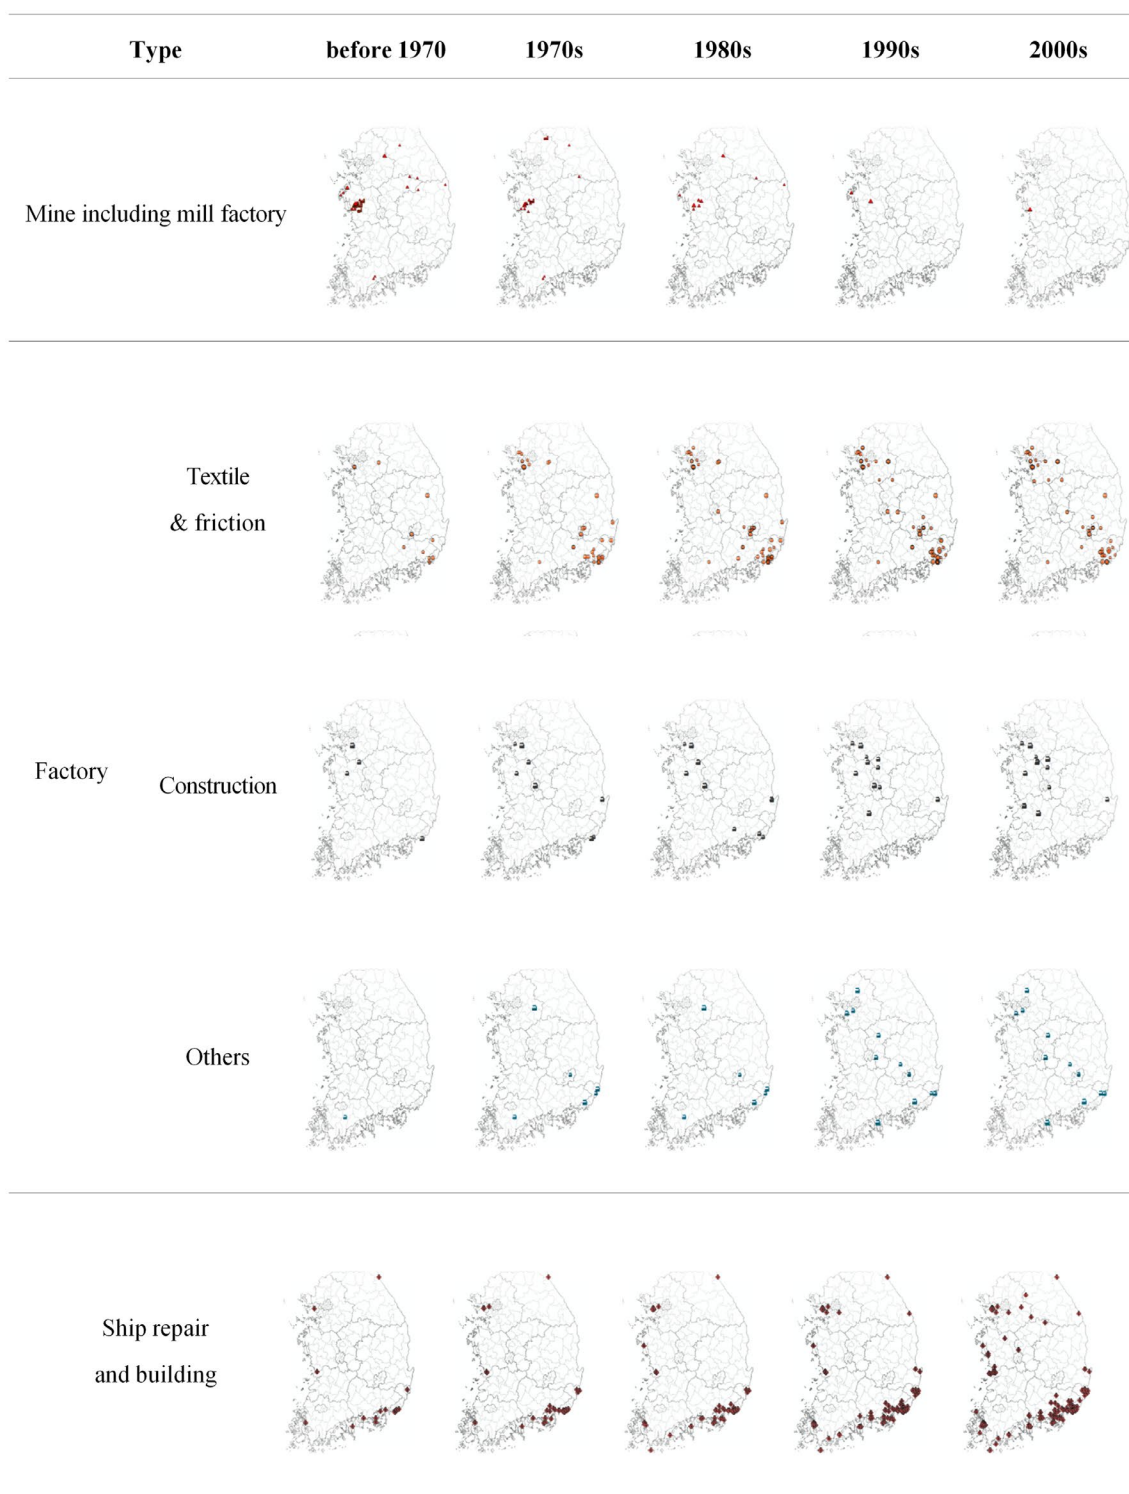 Type before 1970 1970s 1980s 1990s 2000s
Mine including mill factory
Textile
& friction
Factory
Construction
Others
Ship repair
and building